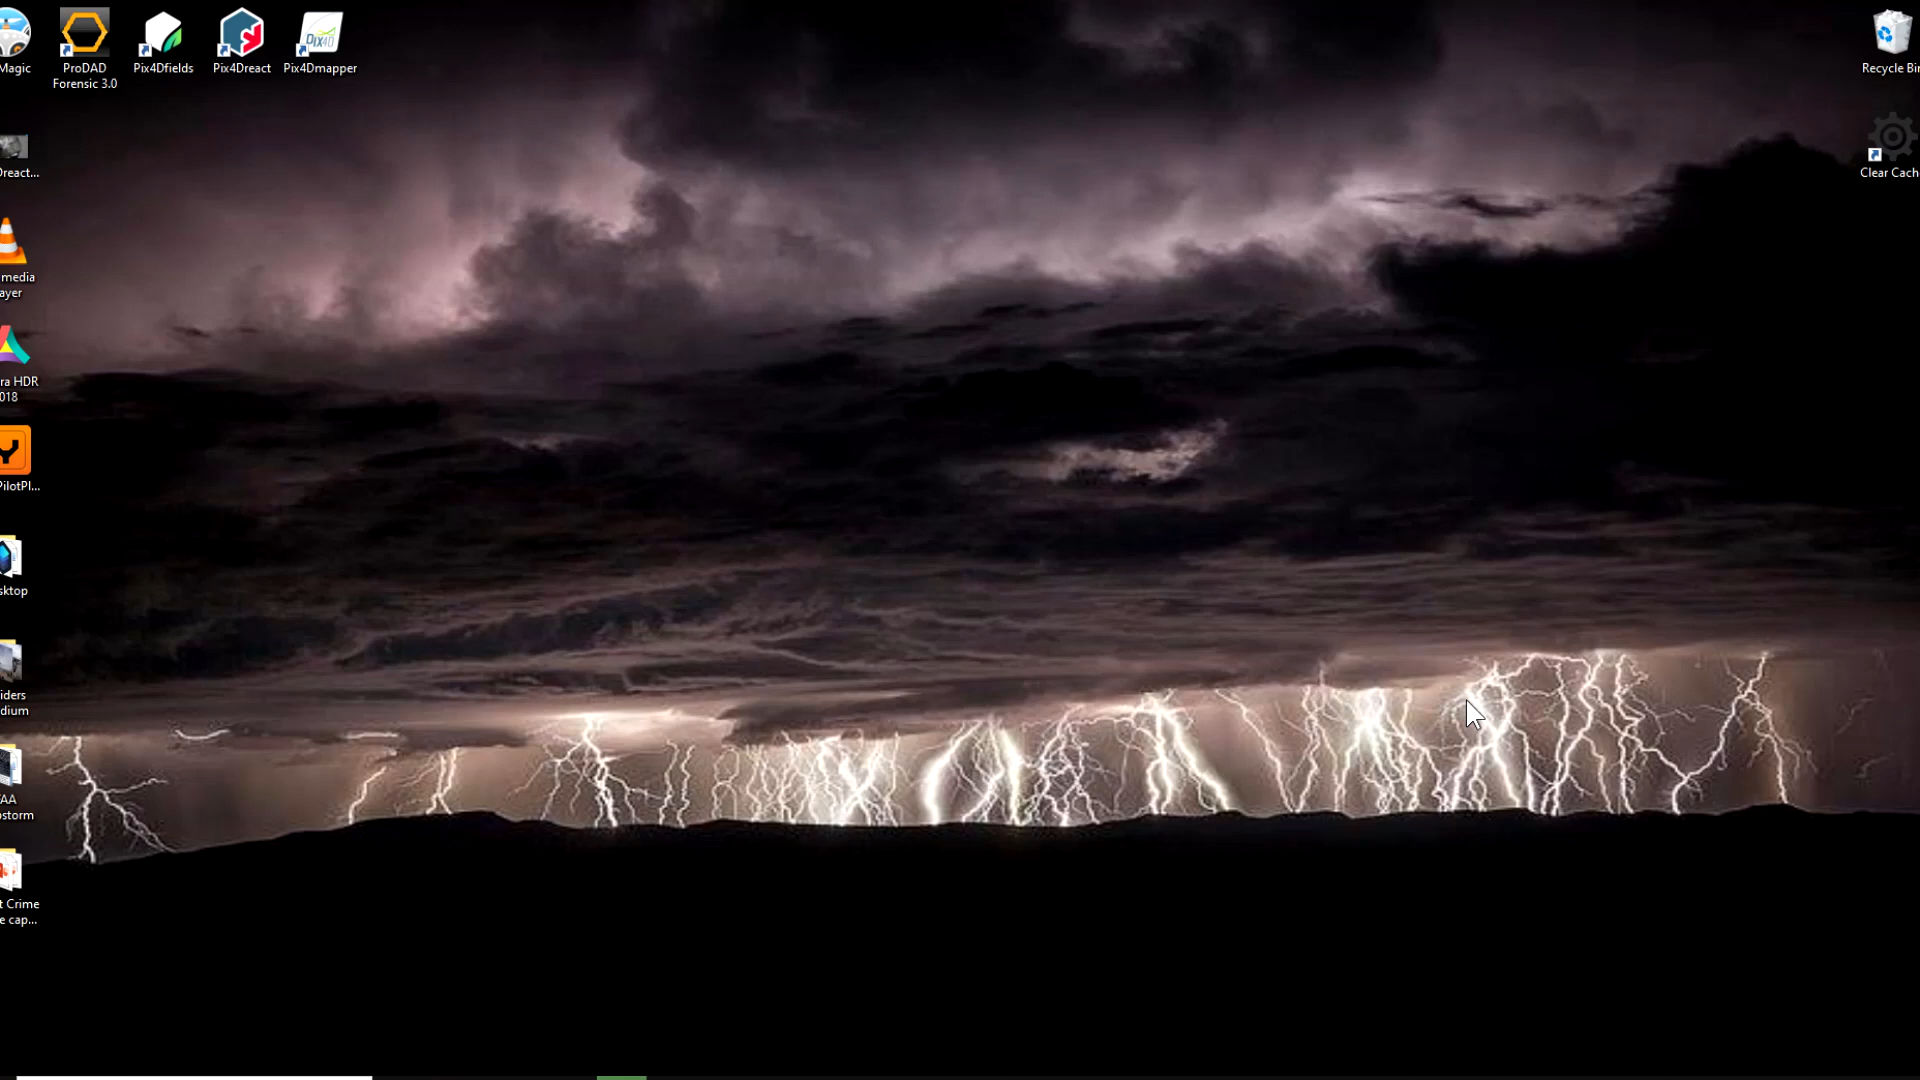 Magic
ProDAD
Forensic 3.0
Pix4Dfields
Pix4Dreact
Pix4Dmapper
Recycle Bin
Dreact...
Clear Cach
media
ayer
ra HDR
018
PilotPl...
sktop
iders
dium
AA
ostorm
t Crime
e cap...